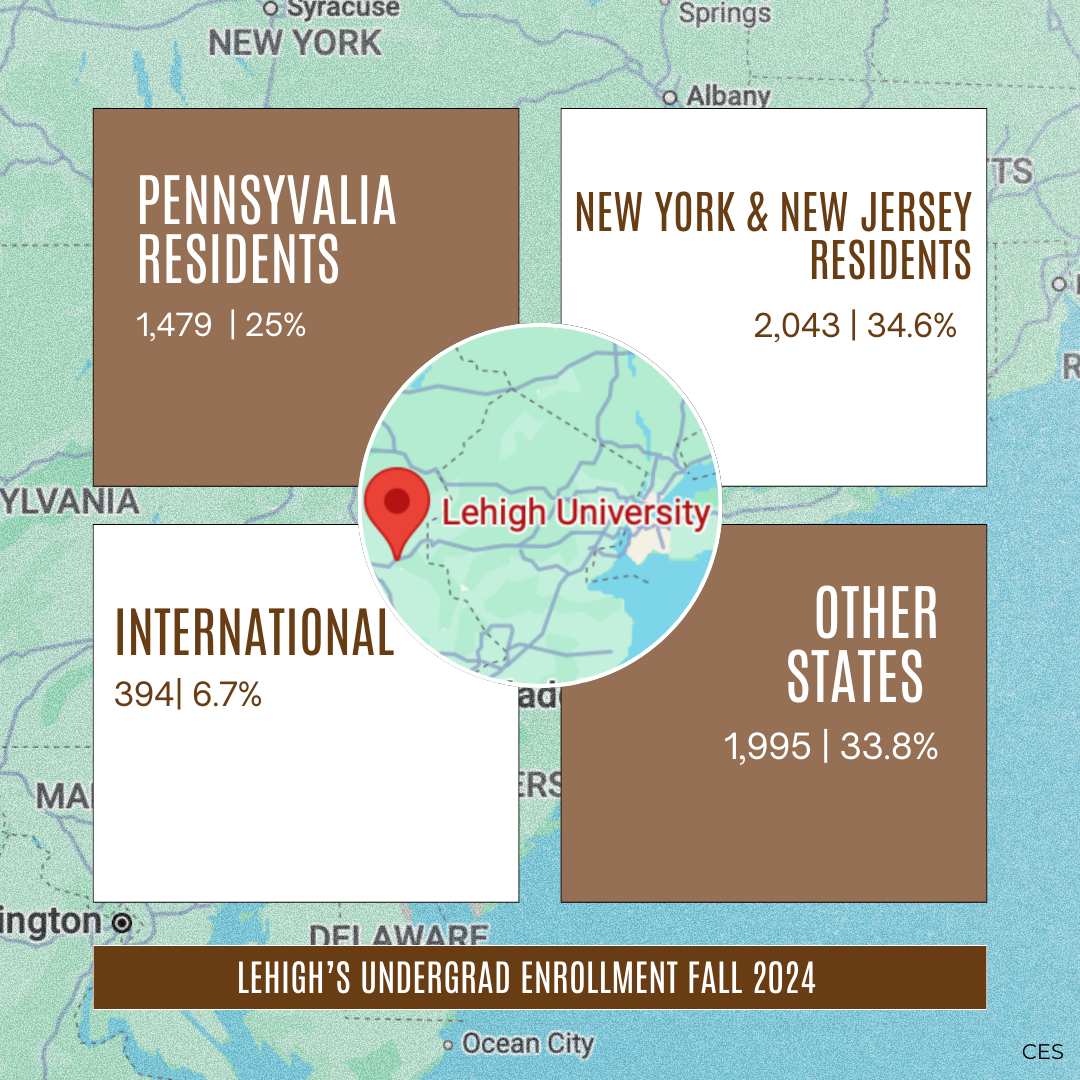 Syracuse
NEW YORK
Springs
Albany
TTS
PENNSYVALIA
RESIDENTS
1,479 | 25%
NEW YORK & NEW JERSEY
RESIDENTS
2,043 | 34.6%
YLVANIA
Lehigh University
INTERNATIONAL
394| 6.7%
OTHER
STATES
1,995 | 33.8%
ade
MA
ERS
ington
DELAWARE
LEHIGH’S UNDERGRAD ENROLLMENT FALL 2024
Ocean City
CES